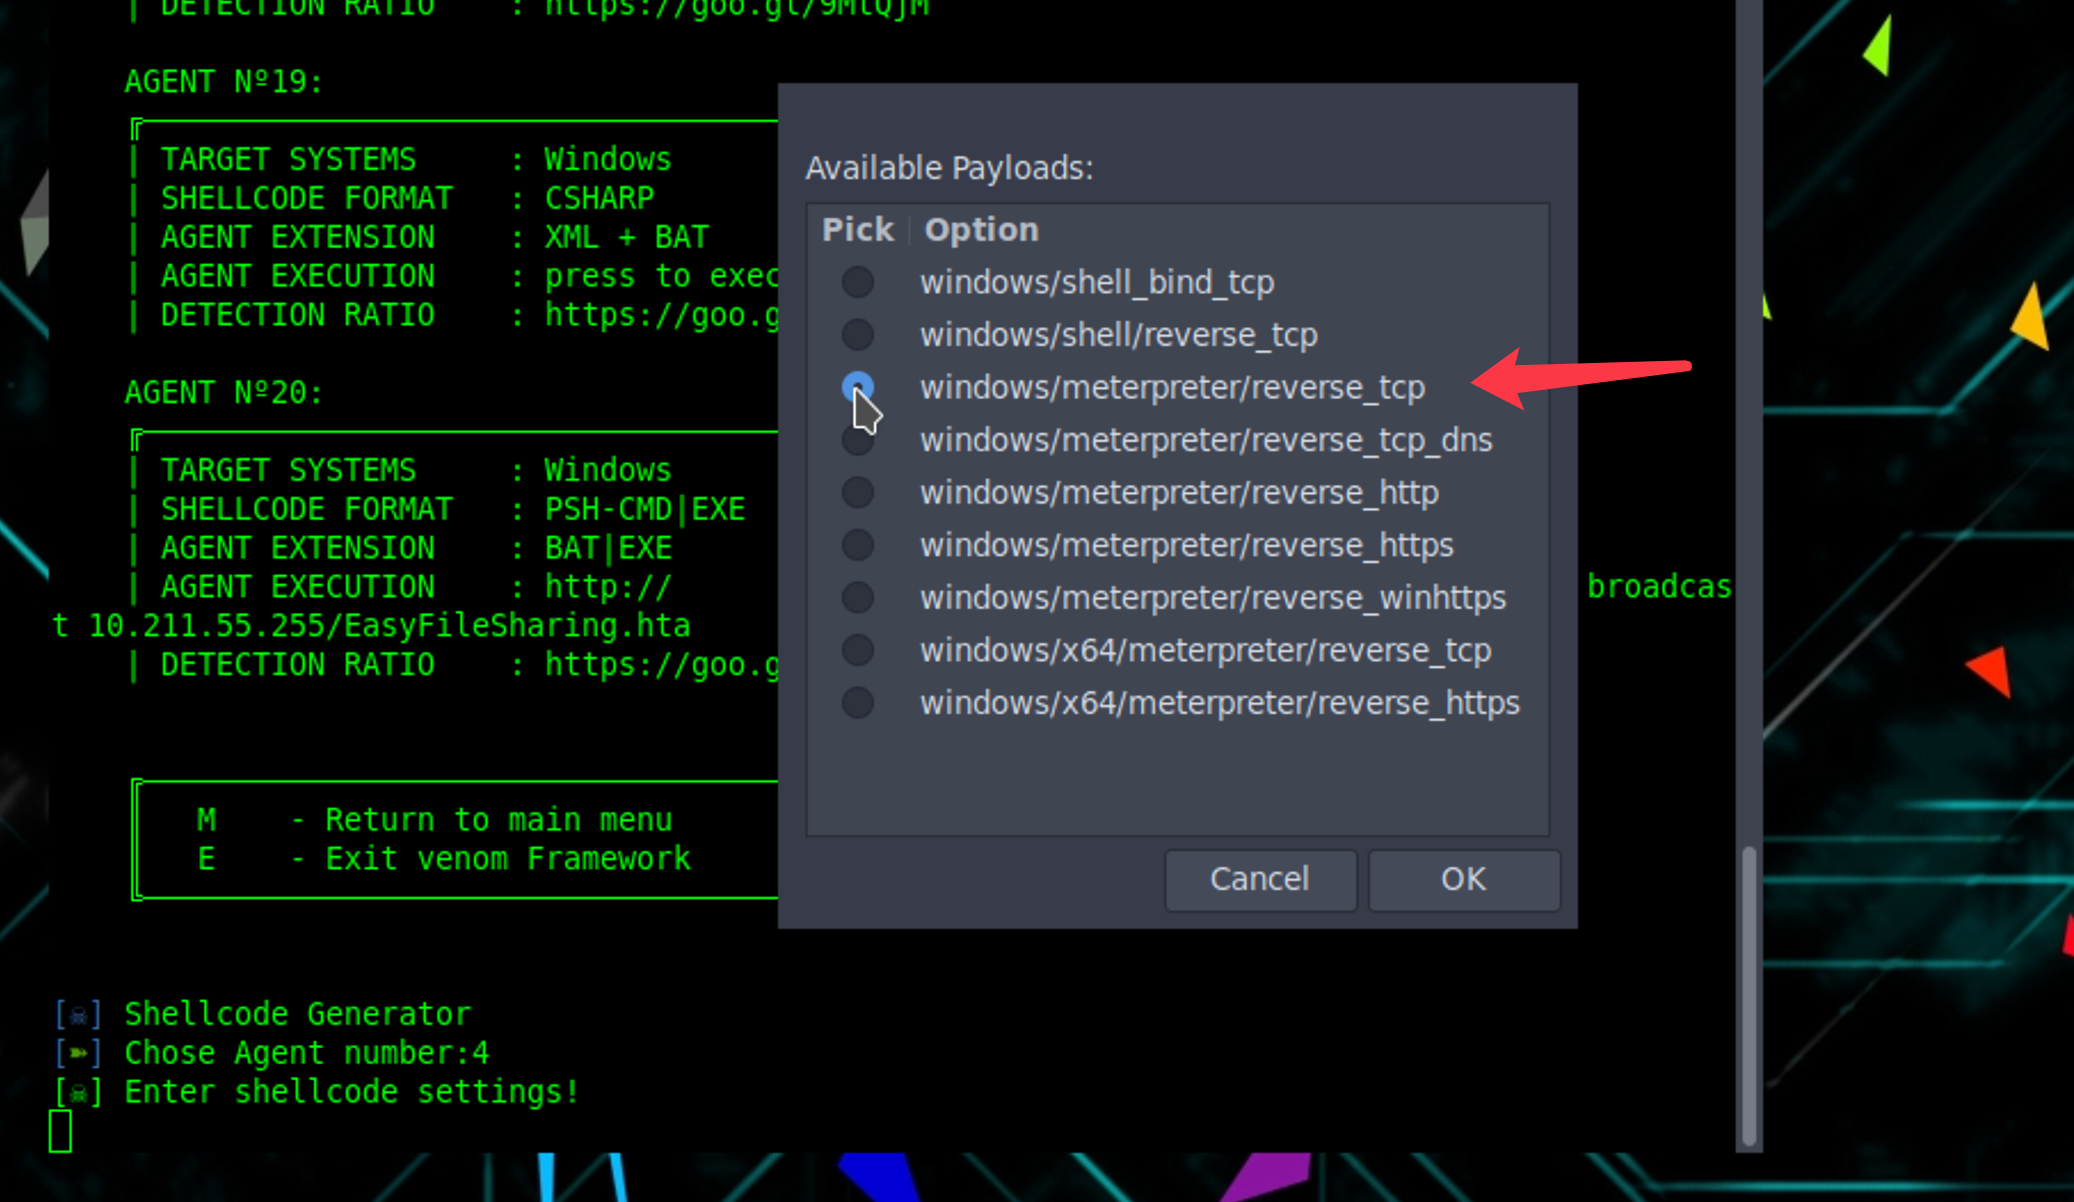 | DETECTION RATIO : https://goo.gl/9MlQjM
AGENT Nº19:
| TARGET SYSTEMS : Windows
| SHELLCODE FORMAT : CSHARP
| AGENT EXTENSION : XML + BAT
| AGENT EXECUTION : press to exec
| DETECTION RATIO : https://goo.g
AGENT Nº20:
| TARGET SYSTEMS : Windows
| SHELLCODE FORMAT : PSH-CMD|EXE
| AGENT EXTENSION : BAT|EXE
| AGENT EXECUTION : http:// broadcas
t 10.211.55.255/EasyFileSharing.hta
| DETECTION RATIO : https://goo.g
M - Return to main menu
E - Exit venom Framework
[☠] Shellcode Generator
[➽] Chose Agent number:4
[☠] Enter shellcode settings!
Available Payloads:
Pick Option
windows/shell_bind_tcp
windows/shell/reverse_tcp
windows/meterpreter/reverse_tcp
windows/meterpreter/reverse_tcp_dns
windows/meterpreter/reverse_http
windows/meterpreter/reverse_https
windows/meterpreter/reverse_winhttps
windows/x64/meterpreter/reverse_tcp
windows/x64/meterpreter/reverse_https
Cancel OK